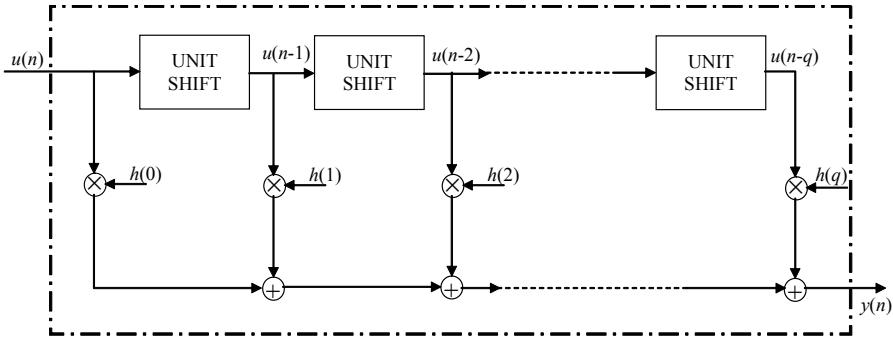 u(n)
UNIT
SHIFT
u(n-1)
UNIT
SHIFT
u(n-2)
UNIT
SHIFT
u(n-q)
h(0)
h(1)
h(2)
h(q)
y(n)